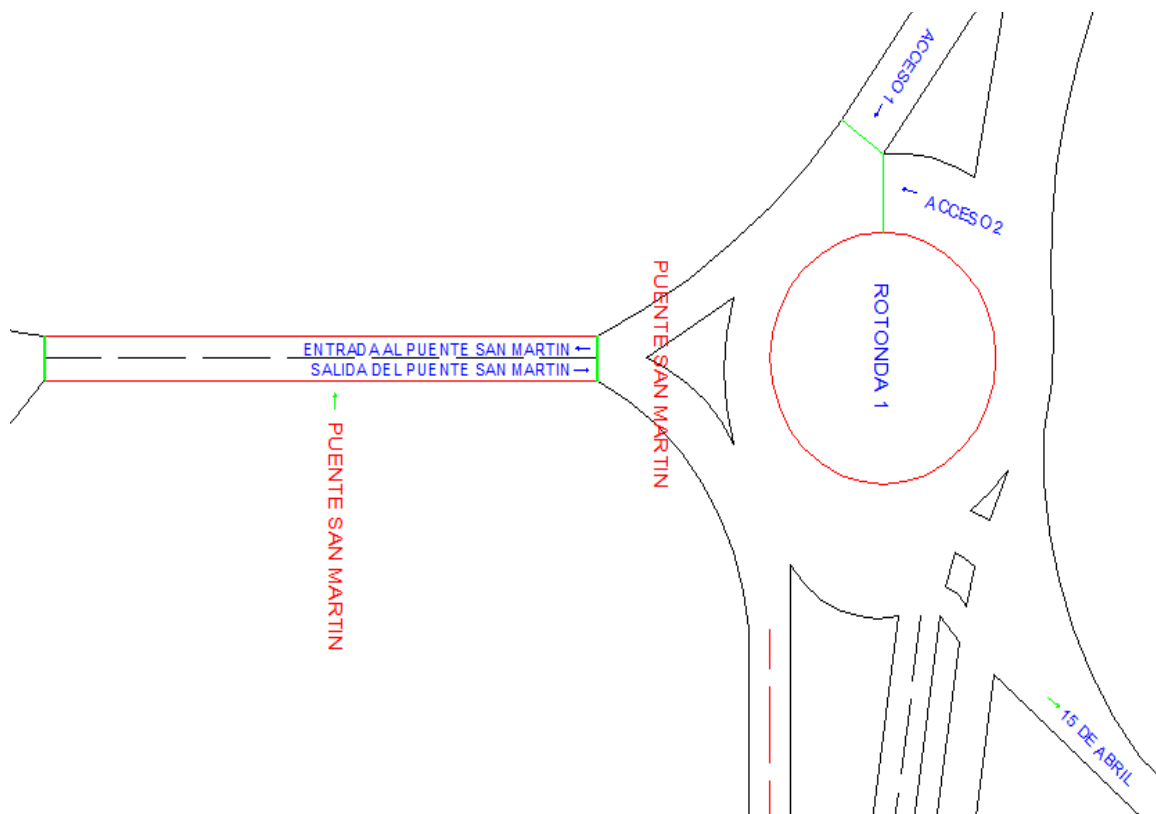 ACCESO 1
ACCESO 2
PUENTE SAN MARTIN
ROTONDA 1
ENTRADA AL PUENTE SAN MARTIN
SALIDA DEL PUENTE SAN MARTIN
PUENTE SAN MARTIN
15 DE ABRIL